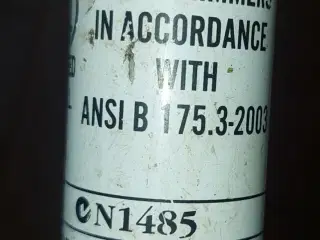 IN ACCORDANCE
WITH
ANSI B 175.3-2003
N1485